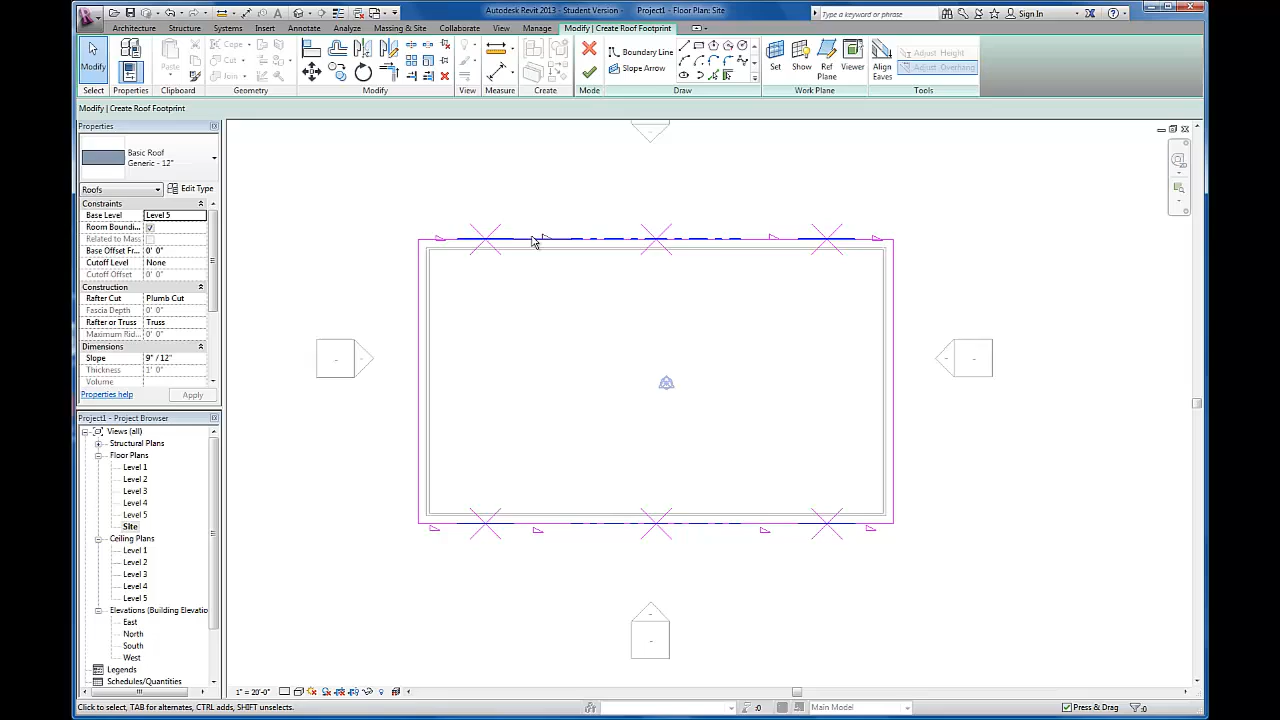 Autodesk Revit 2013 - Student Version - Project1 - Floor Plan: Site
Type a keyword or phrase
Sign In
Architecture Structure Systems Insert Annotate Analyze Massing & Site Collaborate View Manage Modify | Create Roof Footprint
Modify
Paste
Cope
Cut
Join
Boundary Line
Slope Arrow
Set Show Ref Plane Viewer
Align Eaves
Adjust Height
Adjust Overhang
Select Properties Clipboard Geometry Modify View Measure Create Mode Draw Work Plane Tools
Modify | Create Roof Footprint
Properties
Basic Roof
Generic - 12"
Roofs Edit Type
Constraints
Base Level Level 5
Room Boundi...
Related to Mass
Base Offset Fr... 0' 0"
Cutoff Level None
Cutoff Offset 0' 0"
Construction
Rafter Cut Plumb Cut
Fascia Depth 0' 0"
Rafter or Truss Truss
Maximum Rid... 0' 0"
Dimensions
Slope 9" / 12"
Thickness 1' 0"
Volume
Properties help Apply
Project1 - Project Browser
Views (all)
Structural Plans
Floor Plans
Level 1
Level 2
Level 3
Level 4
Level 5
Site
Ceiling Plans
Level 1
Level 2
Level 3
Level 4
Level 5
Elevations (Building Elevatio
East
North
South
West
Legends
Schedules/Quantities
1" = 20'-0"
Click to select, TAB for alternates, CTRL adds, SHIFT unselects.
:0
Main Model
Press & Drag
:0